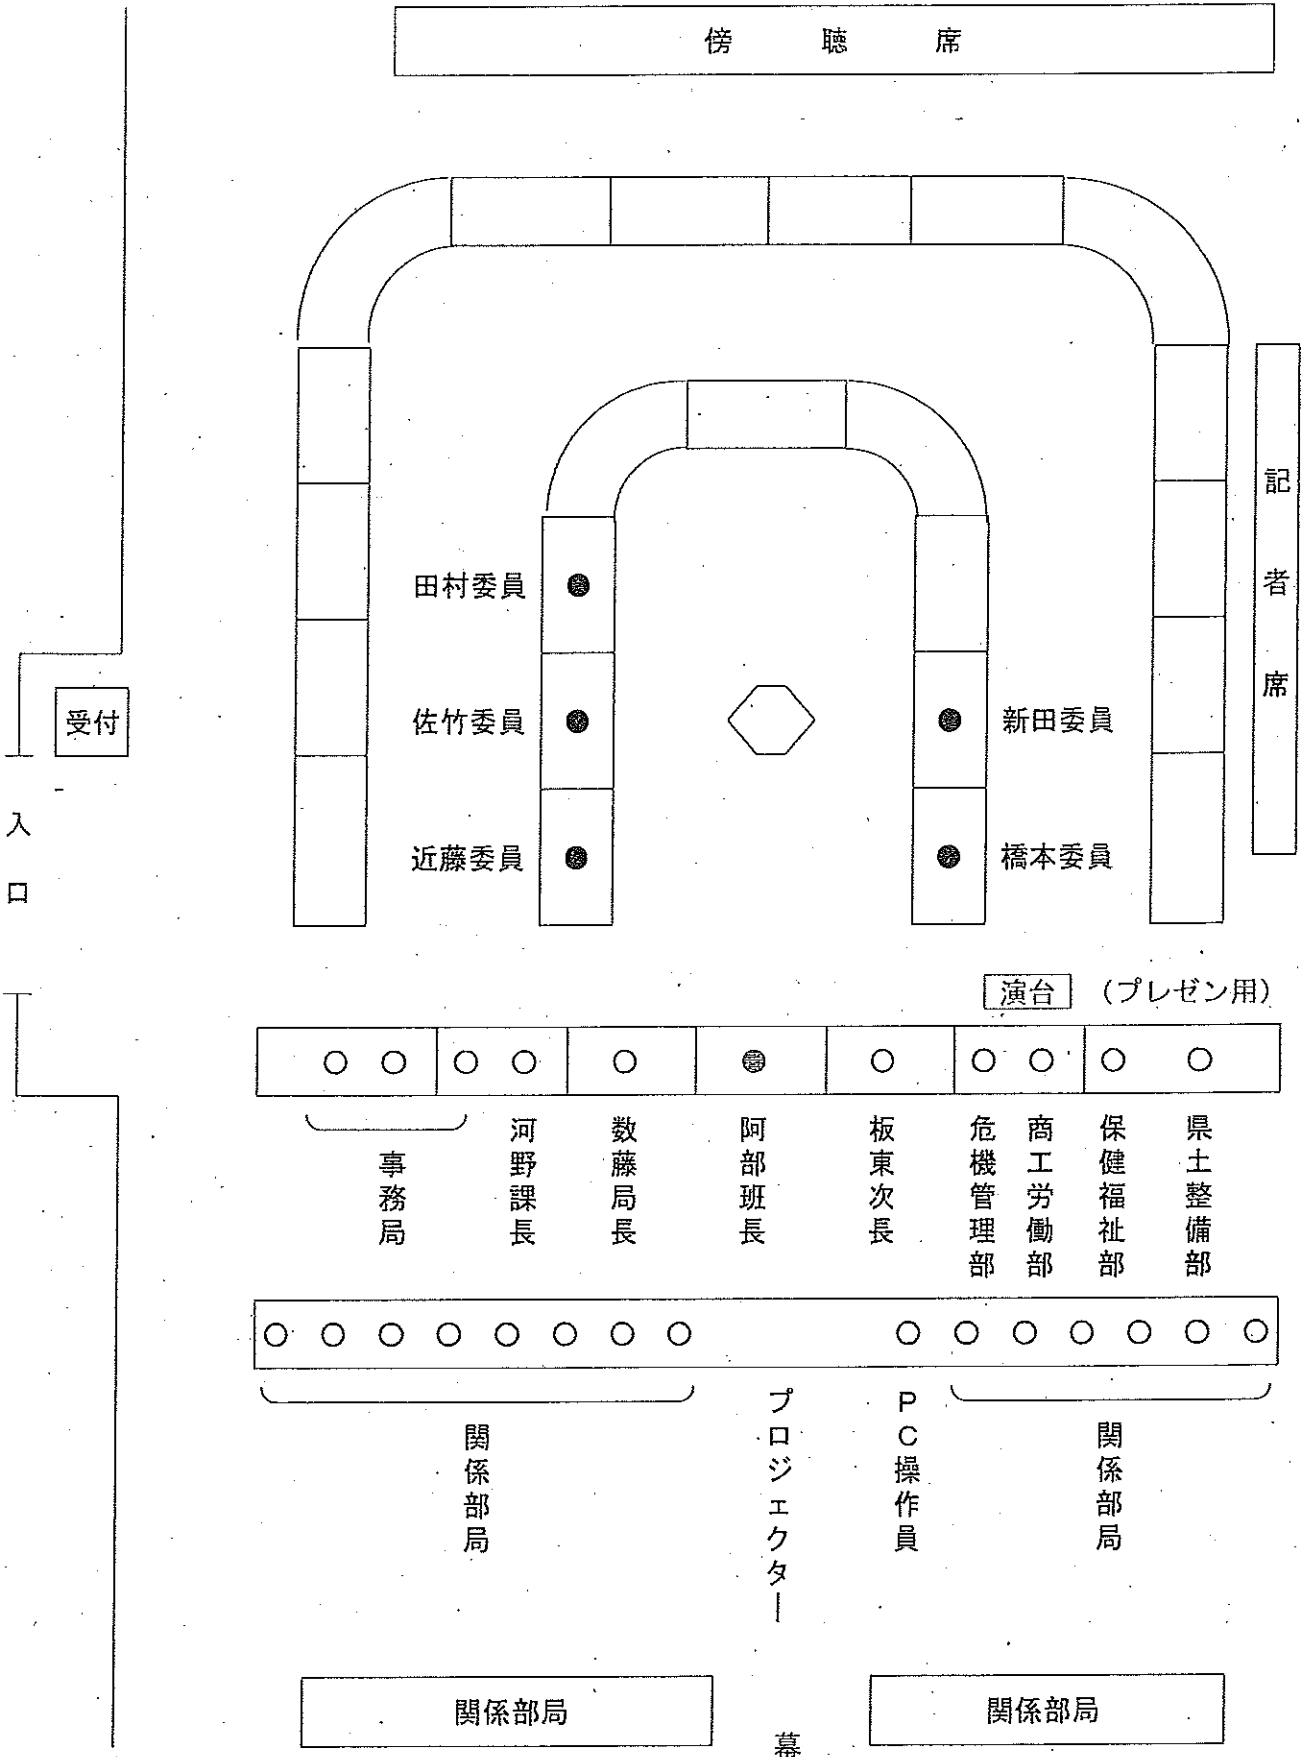 傍聴席
田村委員
佐竹委員
新田委員
近藤委員
橋本委員
記者席
受付
入口
演台 (プレゼン用)
事務局
河野課長
数藤局長
阿部班長
板東次長
危機管理部
商工労働部
保健福祉部
県土整備部
関係部局
プロジェクター
PC操作員
関係部局
関係部局
関係部局
幕